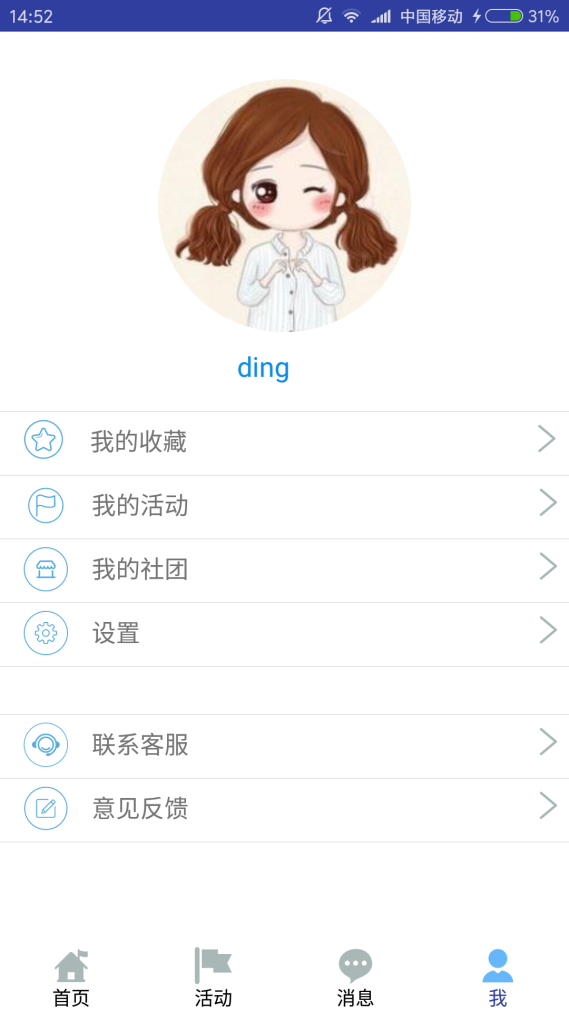 14:52 中国移动 31%
ding
我的收藏
我的活动
我的社团
设置
联系客服
意见反馈
首页 活动 消息 我